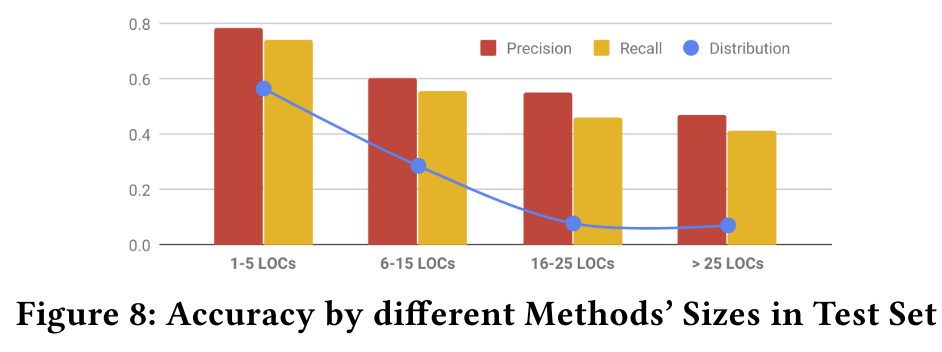 0.8
Precision Recall Distribution
0.6
0.4
0.2
0.0
1-5 LOCs 6-15 LOCs 16-25 LOCs > 25 LOCs
Figure 8: Accuracy by different Methods’ Sizes in Test Set